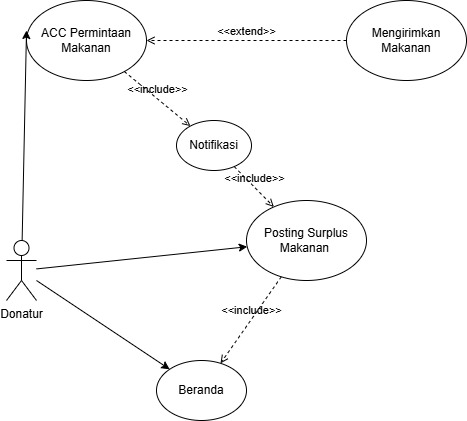 ACC Permintaan
Makanan
<<extend>>
Mengirimkan
Makanan
<<include>>
Notifikasi
<<include>>
Posting Surplus
Makanan
Donatur
<<include>>
Beranda